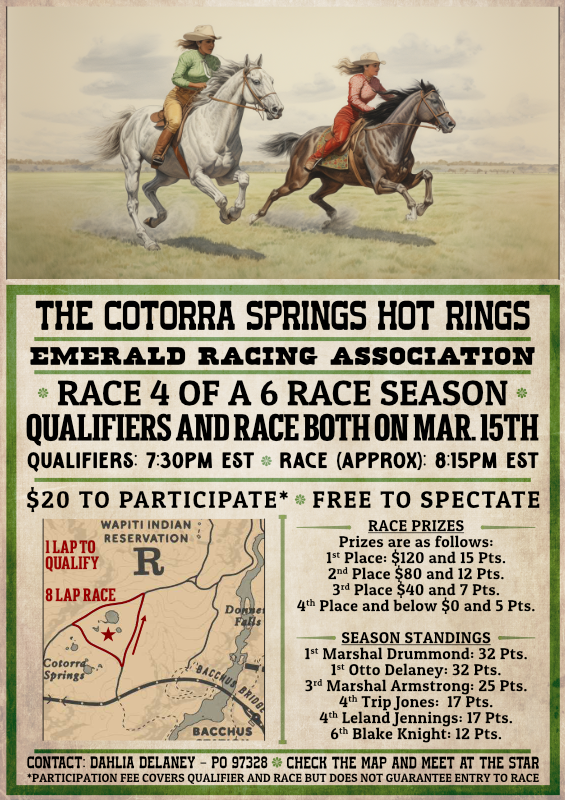 THE COTORRA SPRINGS HOT RINGS
EMERALD RACING ASSOCIATION
RACE 4 OF A 6 RACE SEASON
QUALIFIERS AND RACE BOTH ON MAR. 15TH
QUALIFIERS: 7:30PM EST RACE (APPROX): 8:15PM EST
$20 TO PARTICIPATE* FREE TO SPECTATE
WAPITI INDIAN
RESERVATION
R
1 LAP TO
QUALIFY
8 LAP RACE
Donner
Falls
Cotorra
Springs
BACCHUS BRIDGE
BACCHUS
RACE PRIZES
Prizes are as follows:
1st Place: $120 and 15 Pts.
2nd Place $80 and 12 Pts.
3rd Place $40 and 7 Pts.
4th Place and below $0 and 5 Pts.
SEASON STANDINGS
1st Marshal Drummond: 32 Pts.
1st Otto Delaney: 32 Pts.
3rd Marshal Armstrong: 25 Pts.
4th Trip Jones: 17 Pts.
4th Leland Jennings: 17 Pts.
6th Blake Knight: 12 Pts.
CONTACT: DAHLIA DELANEY - PO 97328 CHECK THE MAP AND MEET AT THE STAR
*PARTICIPATION FEE COVERS QUALIFIER AND RACE BUT DOES NOT GUARANTEE ENTRY TO RACE